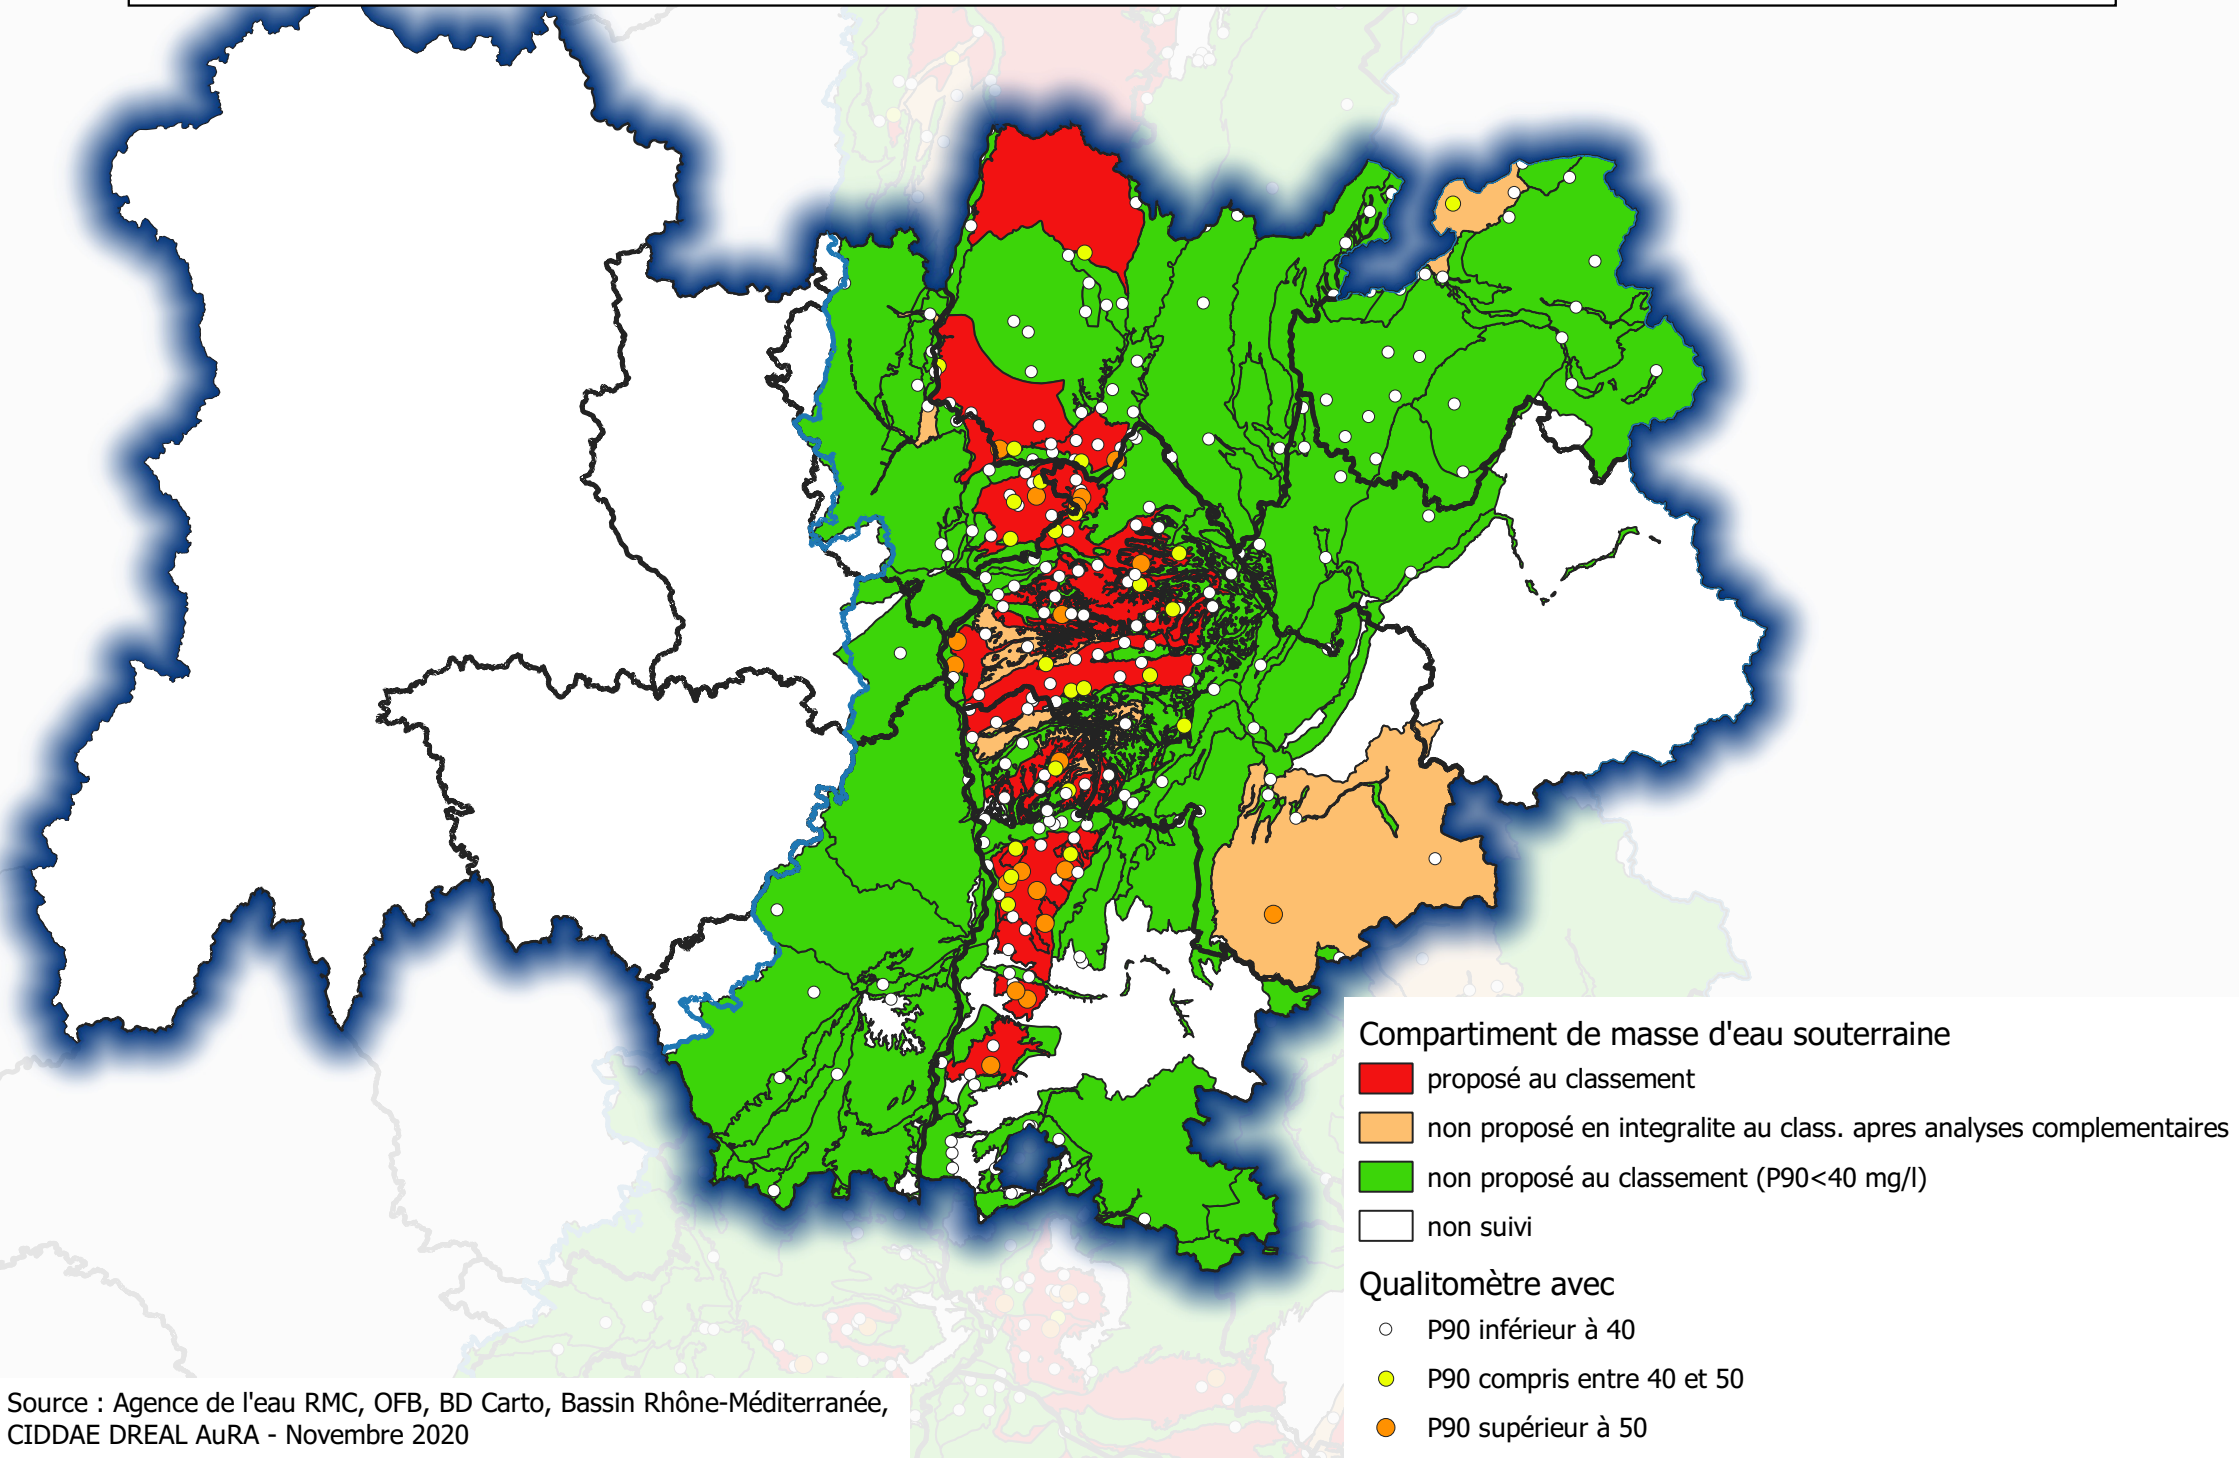 Compartiment de masse d'eau souterraine
proposé au classement
non proposé en integralite au class. apres analyses complementaires
non proposé au classement (P90<40 mg/l)
non suivi
Qualitomètre avec
P90 inférieur à 40
P90 compris entre 40 et 50
P90 supérieur à 50
Source : Agence de l'eau RMC, OFB, BD Carto, Bassin Rhône-Méditerranée,
CIDDAE DREAL AuRA - Novembre 2020